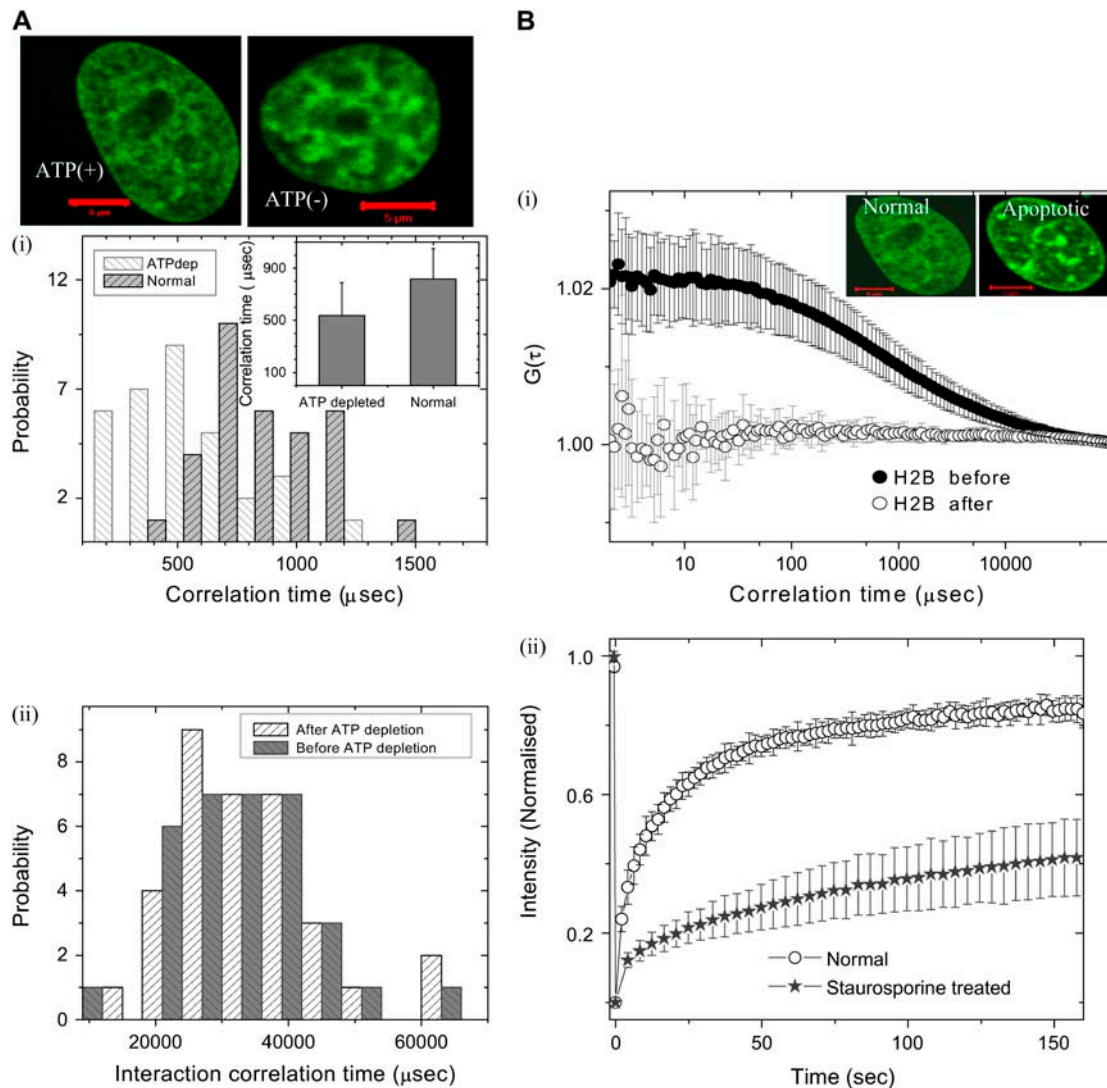 A
ATP(+)
5 μm
ATP(-)
5 μm
(i)
ATPdep
Normal
Probability
12
10
7
5
2
500
1000
1500
Correlation time (μsec)
Correlation time (μsec)
900
500
100
ATP depleted
Normal
(ii)
After ATP depletion
Before ATP depletion
Probability
8
6
4
2
0
20000
40000
60000
Interaction correlation time (μsec)
B
(i)
Normal
Apoptotic
G(τ)
1.02
1.00
H2B before
H2B after
10
100
1000
10000
Correlation time (μsec)
(ii)
Intensity (Normalised)
1.0
0.6
0.2
Normal
Staurosporine treated
0
50
100
150
Time (sec)